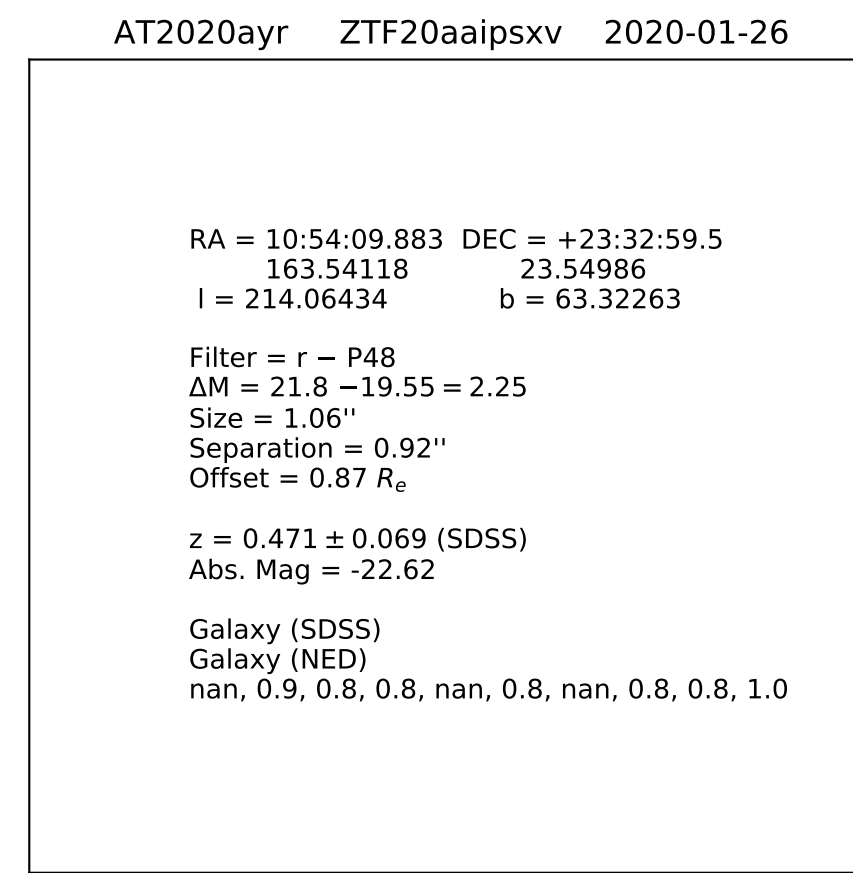 AT2020ayr ZTF20aaipsxv 2020-01-26
RA = 10:54:09.883 DEC = +23:32:59.5
163.54118 23.54986
l = 214.06434 b = 63.32263
Filter = r − P48
ΔM = 21.8 −19.55 = 2.25
Size = 1.06''
Separation = 0.92''
Offset = 0.87 Rₑ
z = 0.471 ± 0.069 (SDSS)
Abs. Mag = -22.62
Galaxy (SDSS)
Galaxy (NED)
nan, 0.9, 0.8, 0.8, nan, 0.8, nan, 0.8, 0.8, 1.0